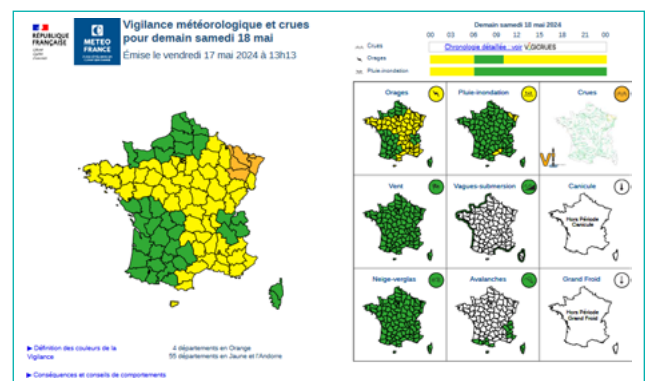 RÉPUBLIQUE
FRANÇAISE
METEO
FRANCE
Vigilance météorologique et crues
pour demain samedi 18 mai
Émise le vendredi 17 mai 2024 à 13h13
Demain samedi 18 mai 2024
00 03 06 09 12 15 18 21 00
Crues
Chronologie détaillée : voir VIGICRUES
Orages
Pluie-inondation
Orages
Pluie-inondation
Crues
Vent
Vagues-submersion
Canicule
Hors Période
Canicule
Neige-verglas
Avalanches
Grand Froid
Hors Période
Grand Froid
Définition des couleurs de la
Vigilance
4 départements en Orange
55 départements en Jaune et l'Andorre
Conséquences et conseils de comportements